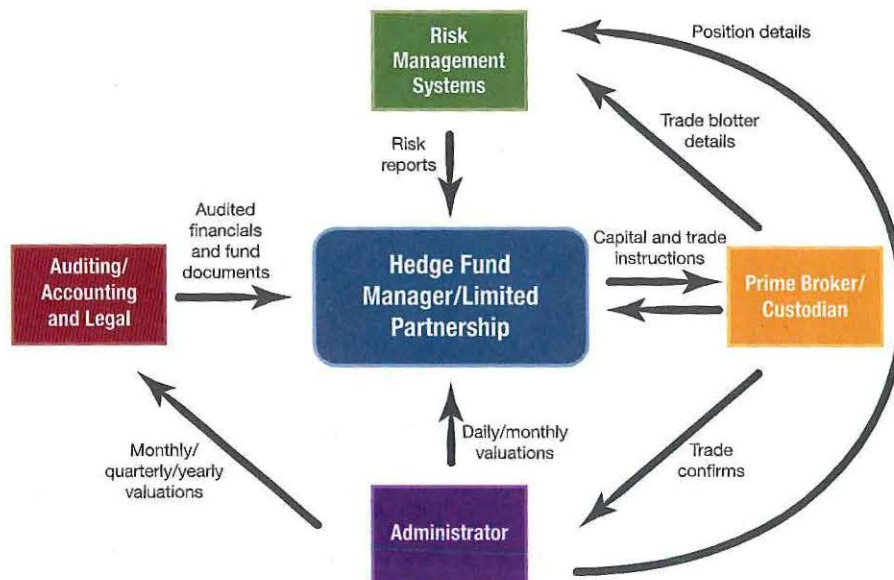 Risk
Management
Systems
Position details
Trade blotter
details
Risk
reports
Audited
financials
and fund
documents
Capital and trade
instructions
Auditing/
Accounting
and Legal
Hedge Fund
Manager/Limited
Partnership
Prime Broker/
Custodian
Monthly/
quarterly/yearly
valuations
Daily/monthly
valuations
Trade
confirms
Administrator